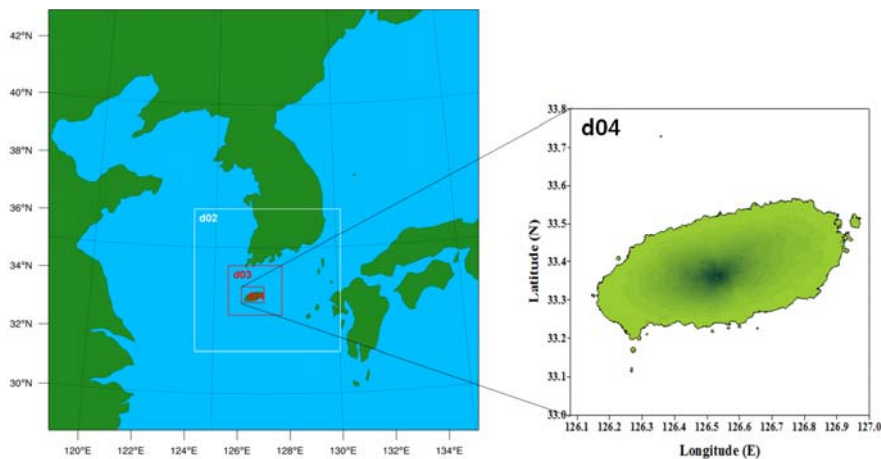 42°N
40°N
38°N
36°N
34°N
32°N
30°N
120°E
122°E
124°E
126°E
128°E
130°E
132°E
134°E
d02
d03
d04
33.8
33.7
33.6
33.5
33.4
33.3
33.2
33.1
33.0
Latitude (N)
126.1 126.2 126.3 126.4 126.5 126.6 126.7 126.8 126.9 127.0
Longitude (E)